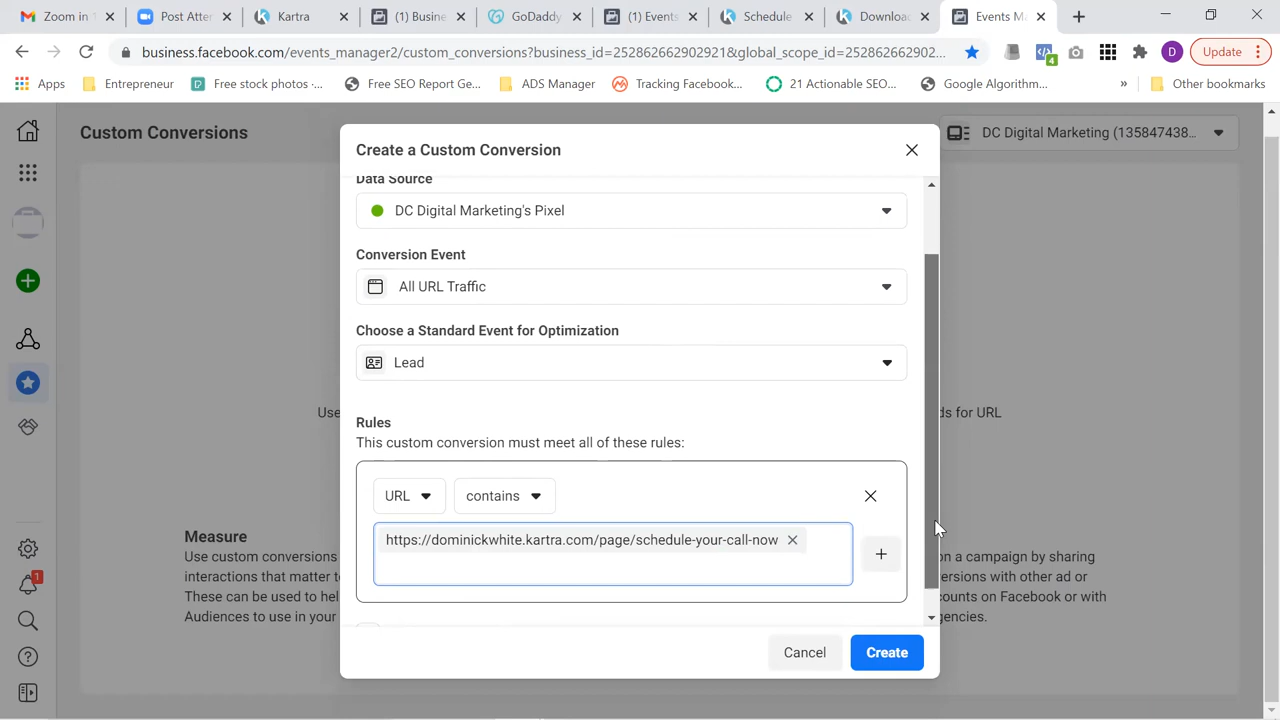 Zoom in
Post Atter
Kartra
(1) Busine
GoDaddy
(1) Events
Schedule
Download
Events Ma
business.facebook.com/events_manager2/custom_conversions?business_id=252862662902921&global_scope_id=252862662902...
4
D
Update
Apps
Entrepreneur
Free stock photos ·...
Free SEO Report Ge...
ADS Manager
Tracking Facebook...
21 Actionable SEO...
Google Algorithm...
»
Other bookmarks
Custom Conversions
DC Digital Marketing (135847438...
Create a Custom Conversion
Data Source
DC Digital Marketing's Pixel
Conversion Event
All URL Traffic
Choose a Standard Event for Optimization
Lead
Use
ds for URL
Rules
This custom conversion must meet all of these rules:
URL
contains
https://dominickwhite.kartra.com/page/schedule-your-call-now
Measure
Use custom conversions
interactions that matter t
These can be used to hel
Audiences to use in your
on a campaign by sharing
ersions with other ad or
counts on Facebook or with
gencies.
1
Cancel
Create